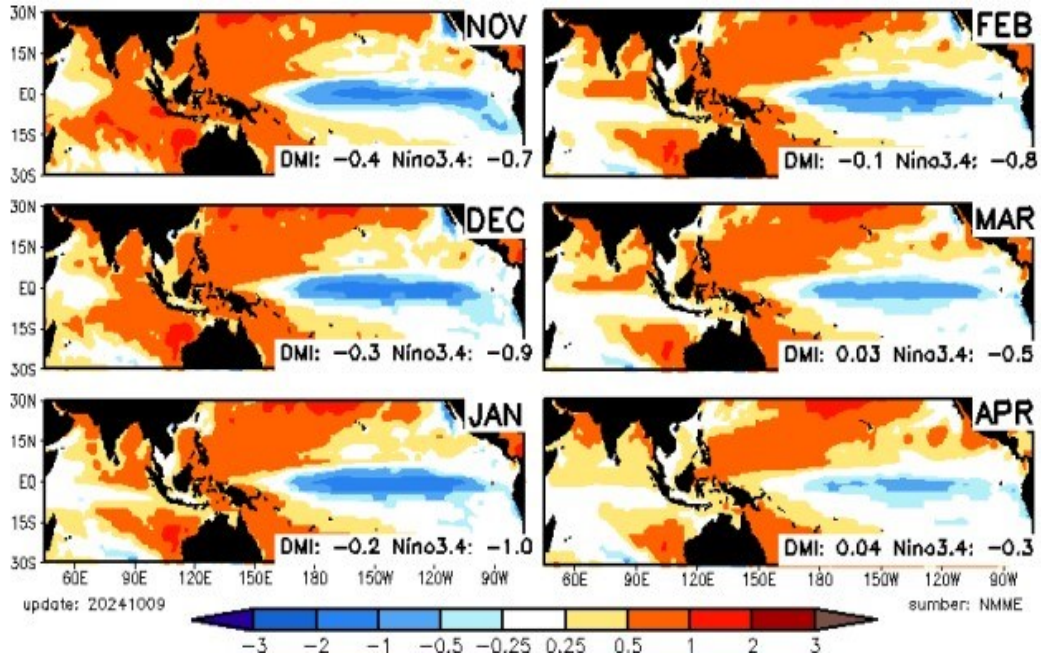 30N
15N
EQ
15S
30S
NOV
DMI: −0.4 Nino3.4: −0.7
FEB
DMI: −0.1 Nino3.4: −0.8
30N
15N
EQ
15S
30S
DEC
DMI: −0.3 Nino3.4: −0.9
MAR
DMI: 0.03 Nino3.4: −0.5
30N
15N
EQ
15S
30S
JAN
DMI: −0.2 Nino3.4: −1.0
APR
DMI: 0.04 Nino3.4: −0.3
60E 90E 120E 150E 180 150W 120W 90W
60E 90E 120E 150E 180 150W 120W 90W
update: 20241009
sumber: NMME
−3 −2 −1 −0.5 −0.25 0.25 0.5 1 2 3